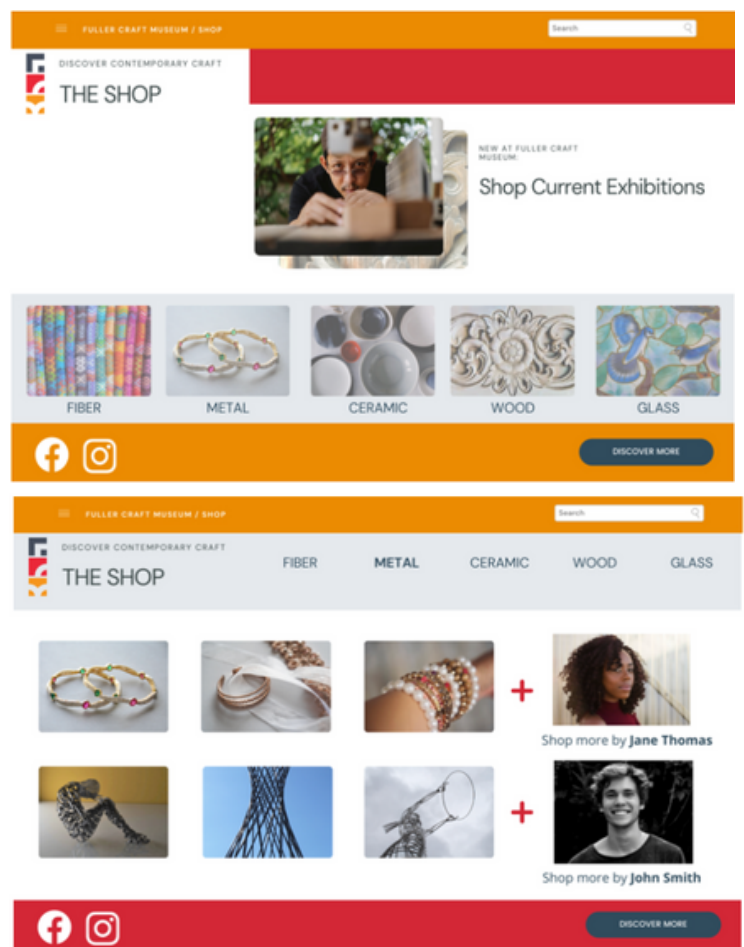 FULLER CRAFT MUSEUM / SHOP
Search
DISCOVER CONTEMPORARY CRAFT
THE SHOP
NEW AT FULLER CRAFT
MUSEUM:
Shop Current Exhibitions
FIBER METAL CERAMIC WOOD GLASS
DISCOVER MORE
FULLER CRAFT MUSEUM / SHOP
Search
DISCOVER CONTEMPORARY CRAFT
THE SHOP
FIBER METAL CERAMIC WOOD GLASS
Shop more by Jane Thomas
Shop more by John Smith
DISCOVER MORE